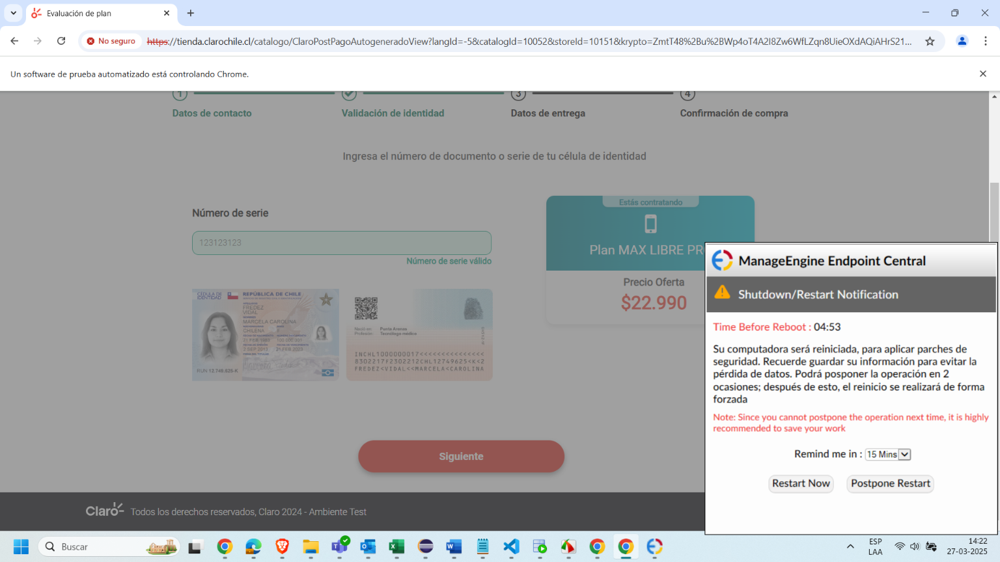 Evaluación de plan
No seguro
https://tienda.clarochile.cl/catalogo/ClaroPostPagoAutogeneradoView?langId=-5&catalogId=10052&storeId=10151&krypto=ZmtT48%2Bu%2BWp4oT4A2I8Zw6WfLZqn8UieOXdAQiAHrS21...
Un software de prueba automatizado está controlando Chrome.
1
3
4
Datos de contacto
Validación de identidad
Datos de entrega
Confirmación de compra
Ingresa el número de documento o serie de tu célula de identidad
Número de serie
123123123
Número de serie válido
CÉDULA DE
IDENTIDAD
REPÚBLICA DE CHILE
FREDEZ
VIDAL
MARCELA CAROLINA
CHILENA
F
21 FEB 1983
100.000.001
2 SEP 2013
21 FEB 2023
RUN 12.749.625-K
Nació en: Punta Arenas
Profesión: Tecnólogo médico
INCHL1000000017<<<<<<<<<<<<<<<
8302217F2302212CHL12749625<K<2
FREDEZ<VIDAL<<MARCELA<CAROLINA
Siguiente
Estás contratando
Plan MAX LIBRE PR
Precio Oferta
$22.990
ManageEngine Endpoint Central
Shutdown/Restart Notification
Time Before Reboot : 04:53
Su computadora será reiniciada, para aplicar parches de
seguridad. Recuerde guardar su información para evitar la
pérdida de datos. Podrá posponer la operación en 2
ocasiones; después de esto, el reinicio se realizará de forma
forzada
Note: Since you cannot postpone the operation next time, it is highly
recommended to save your work
Remind me in : 15 Mins
Restart Now
Postpone Restart
Claro
Todos los derechos reservados, Claro 2024 - Ambiente Test
Buscar
ESP
LAA
14:22
27-03-2025